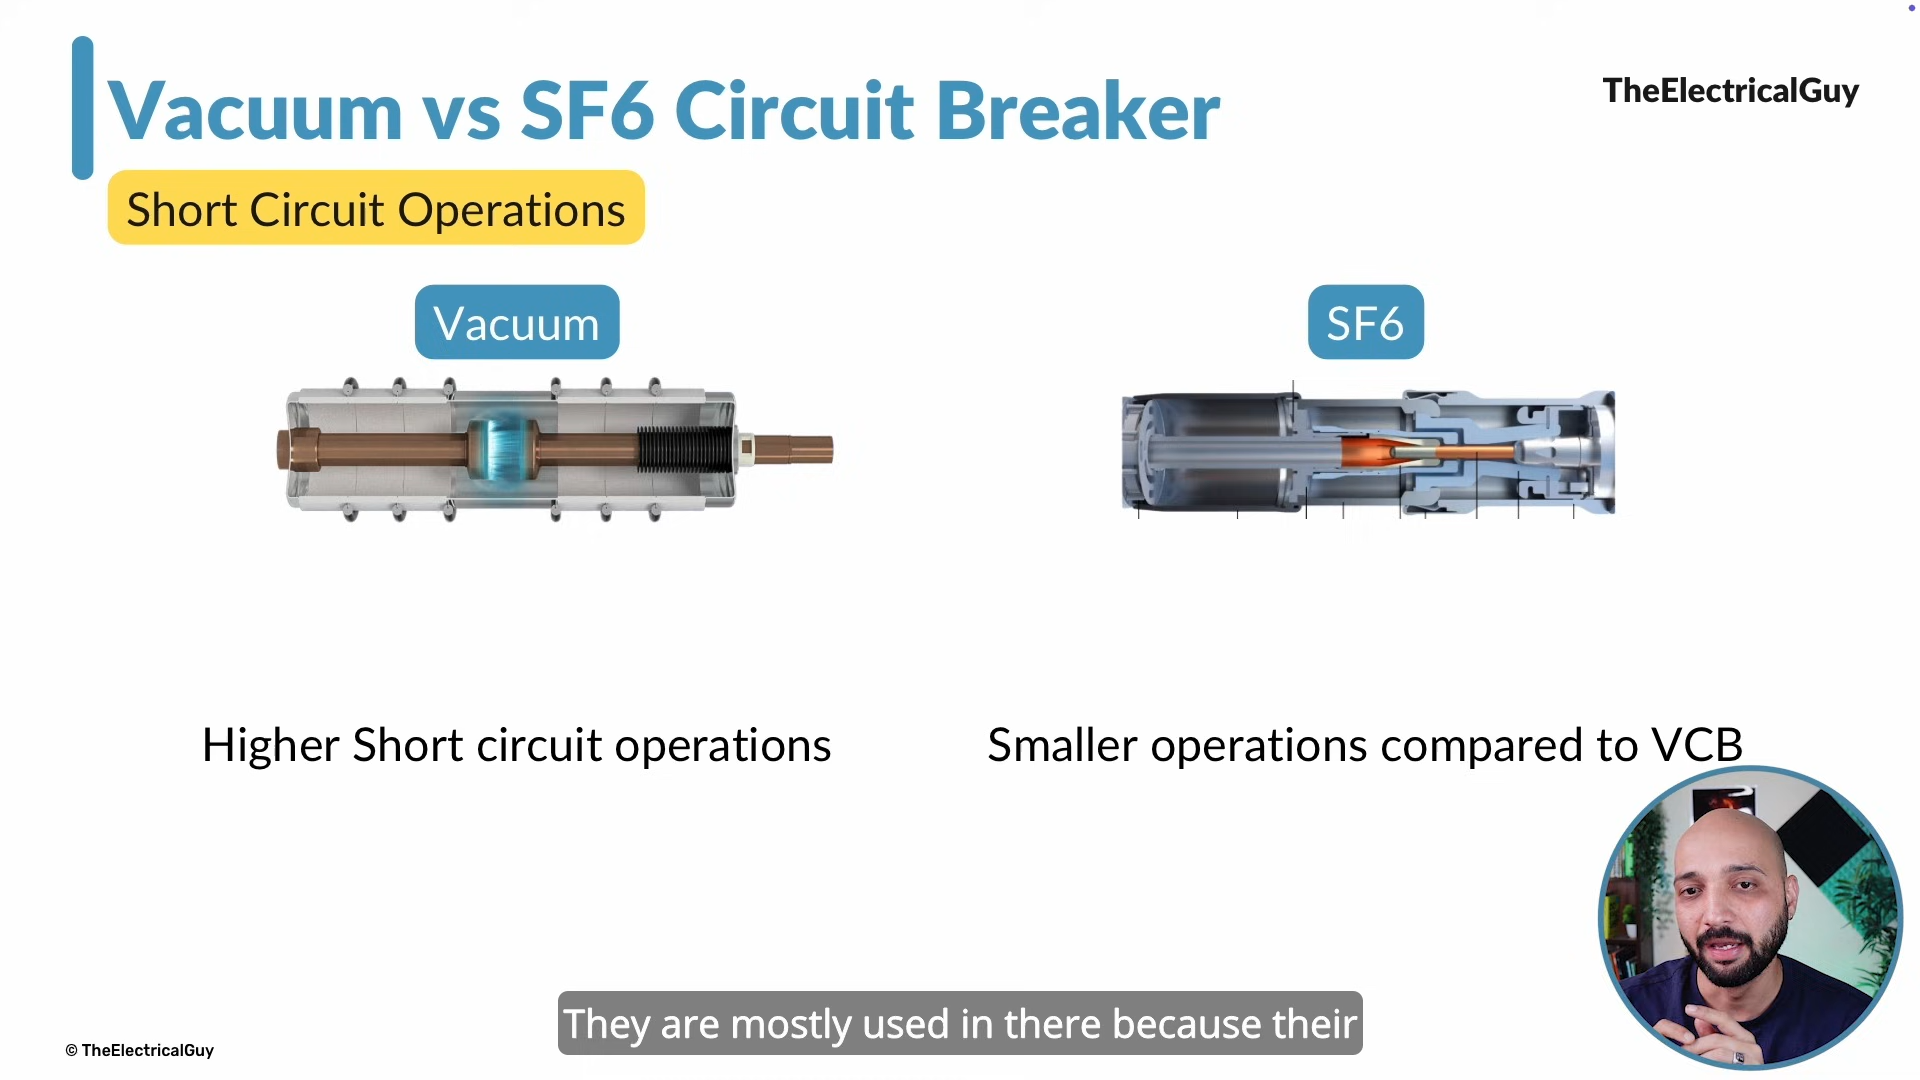 Vacuum vs SF6 Circuit Breaker
TheElectricalGuy
Short Circuit Operations
Vacuum
SF6
Higher Short circuit operations
Smaller operations compared to VCB
They are mostly used in there because their
© TheElectricalGuy